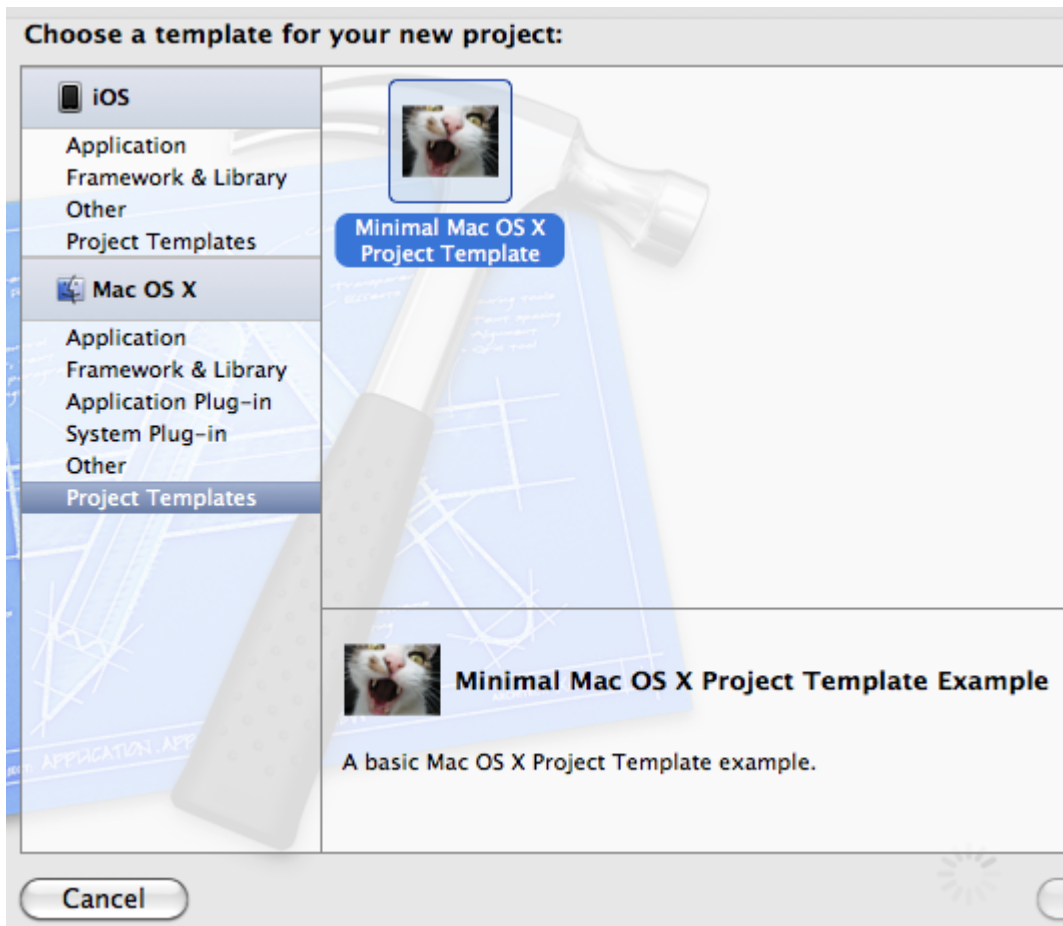 Choose a template for your new project:
iOS
Application
Framework & Library
Other
Project Templates
Mac OS X
Application
Framework & Library
Application Plug-in
System Plug-in
Other
Project Templates
Minimal Mac OS X
Project Template
Minimal Mac OS X Project Template Example
A basic Mac OS X Project Template example.
APPLICATION.APP
Cancel